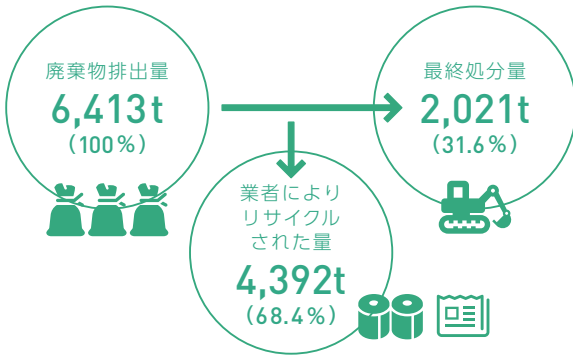 廃棄物排出量
6,413t
(100%)
最終処分量
2,021t
(31.6%)
業者により
リサイクル
された量
4,392t
(68.4%)